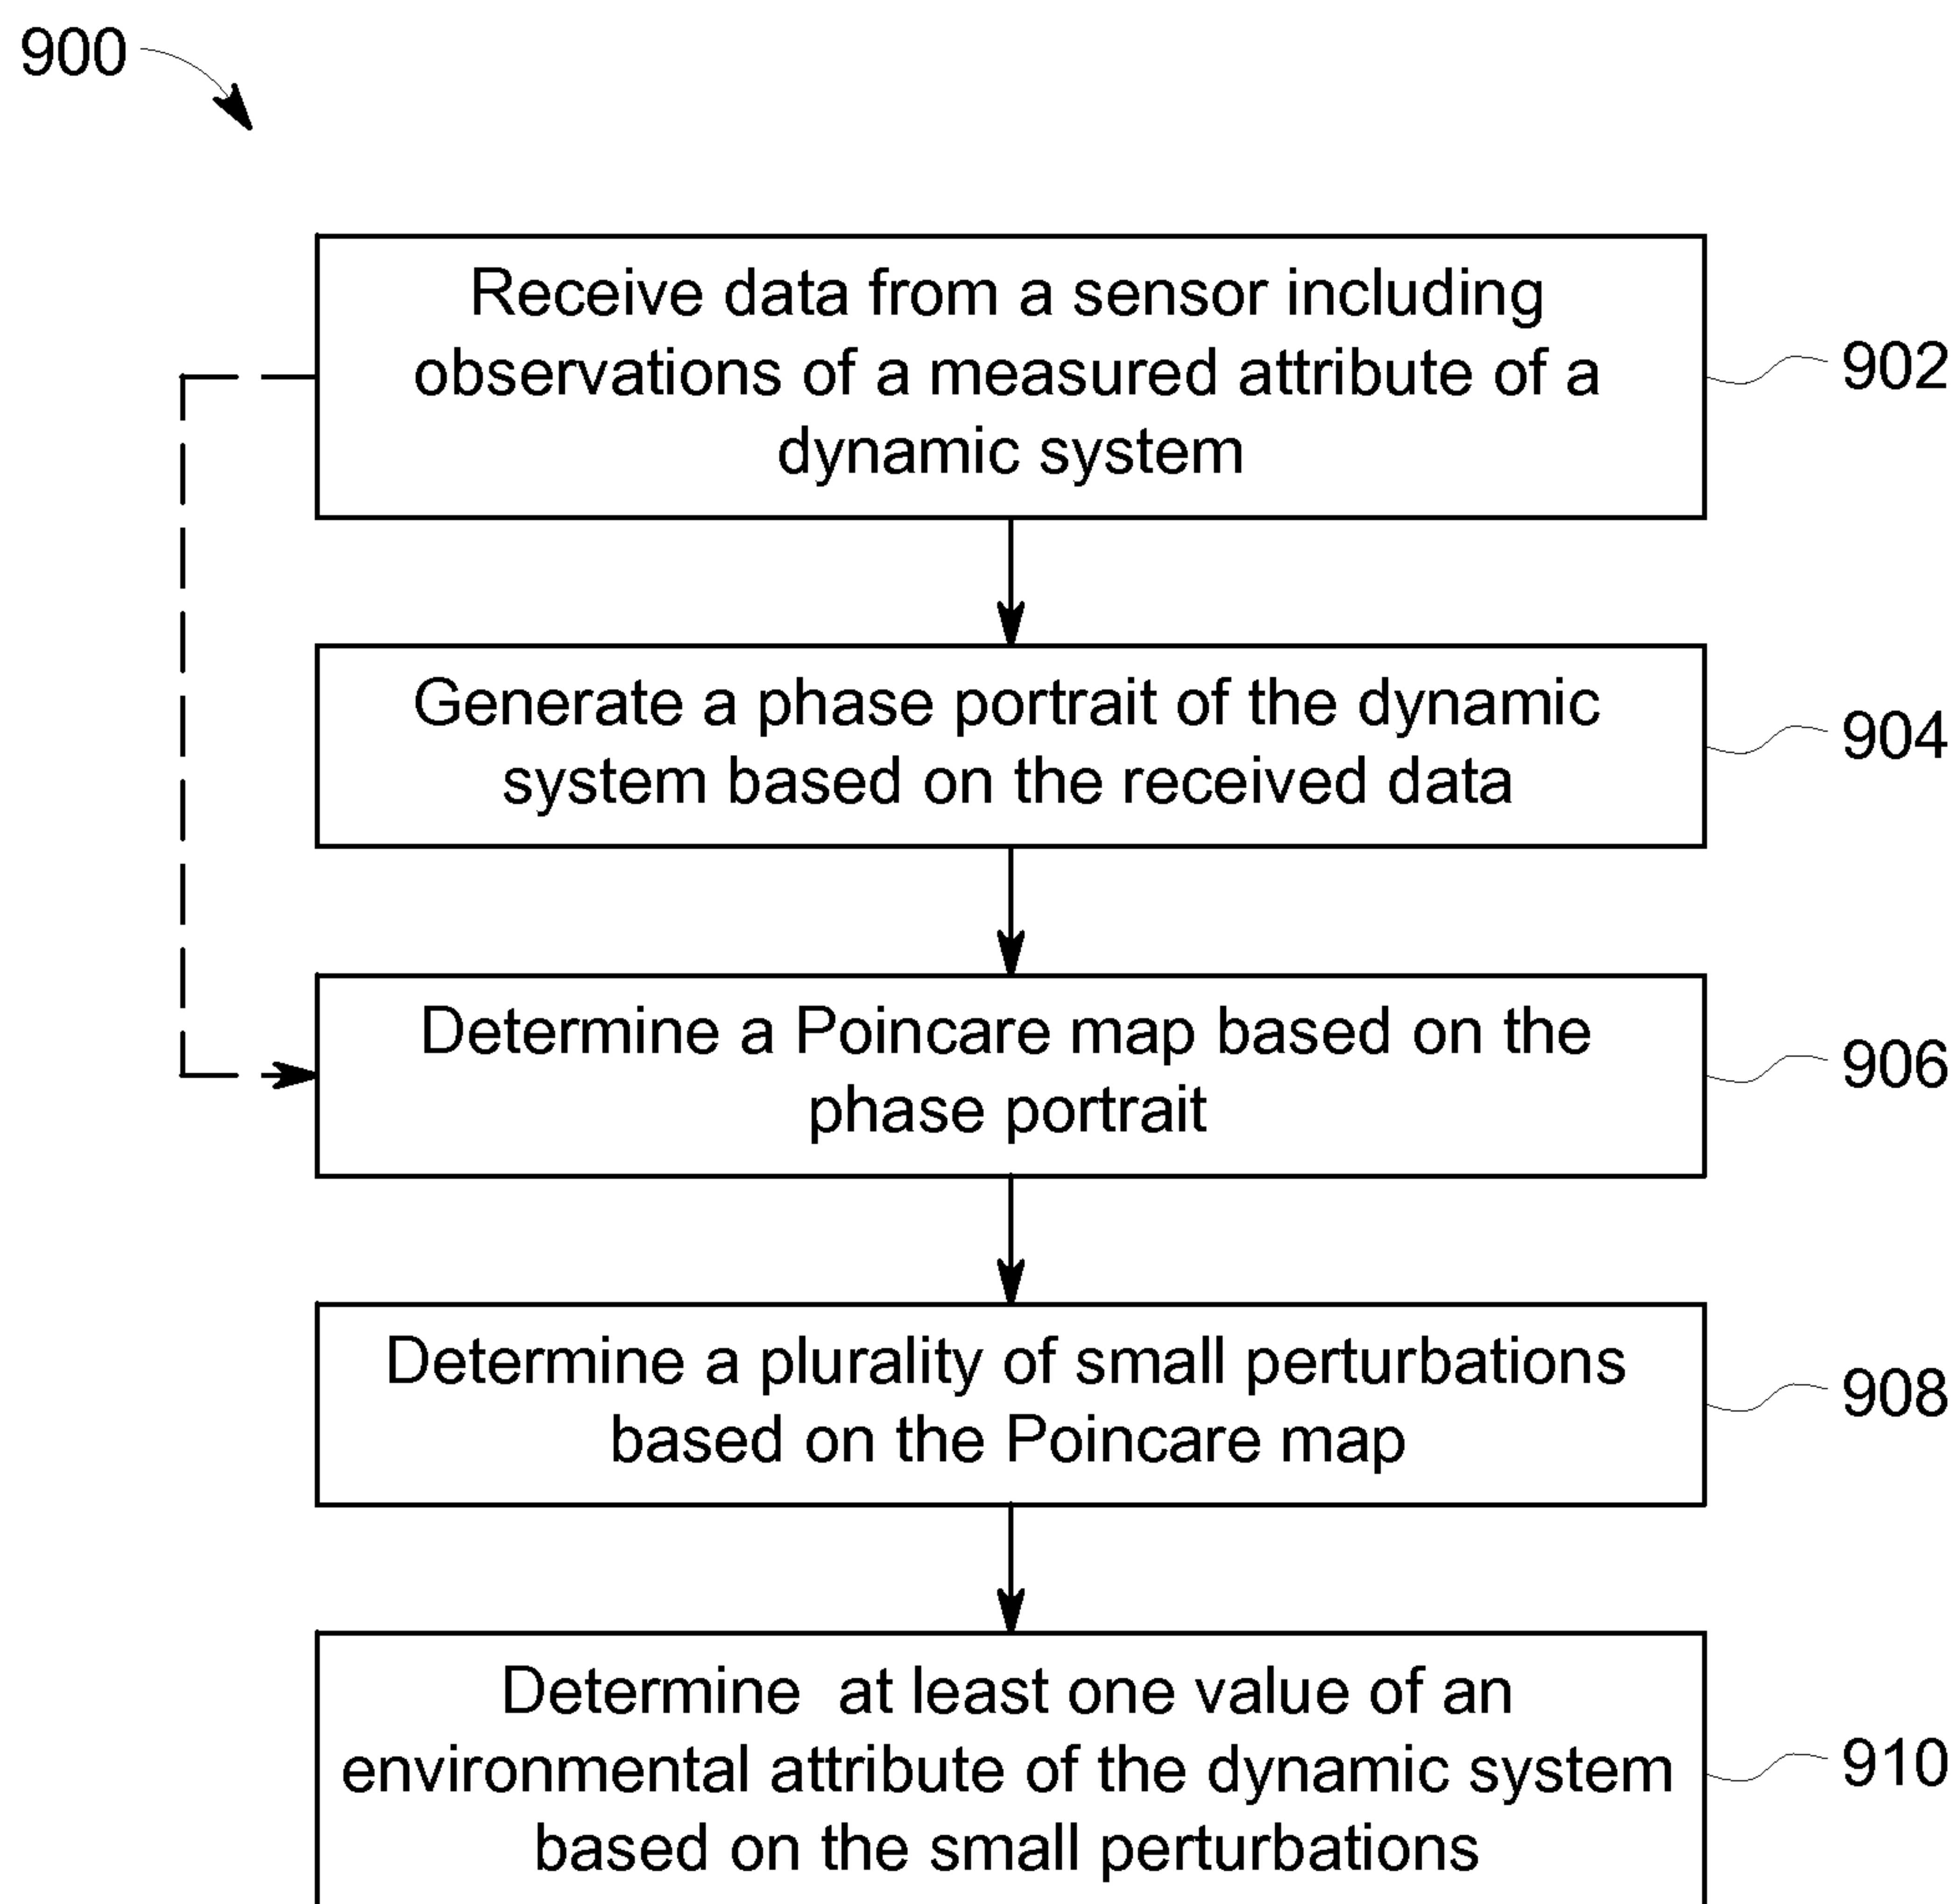 900
Receive data from a sensor including
observations of a measured attribute of a
dynamic system
902
Generate a phase portrait of the dynamic
system based on the received data
904
Determine a Poincare map based on the
phase portrait
906
Determine a plurality of small perturbations
based on the Poincare map
908
Determine at least one value of an
environmental attribute of the dynamic system
based on the small perturbations
910